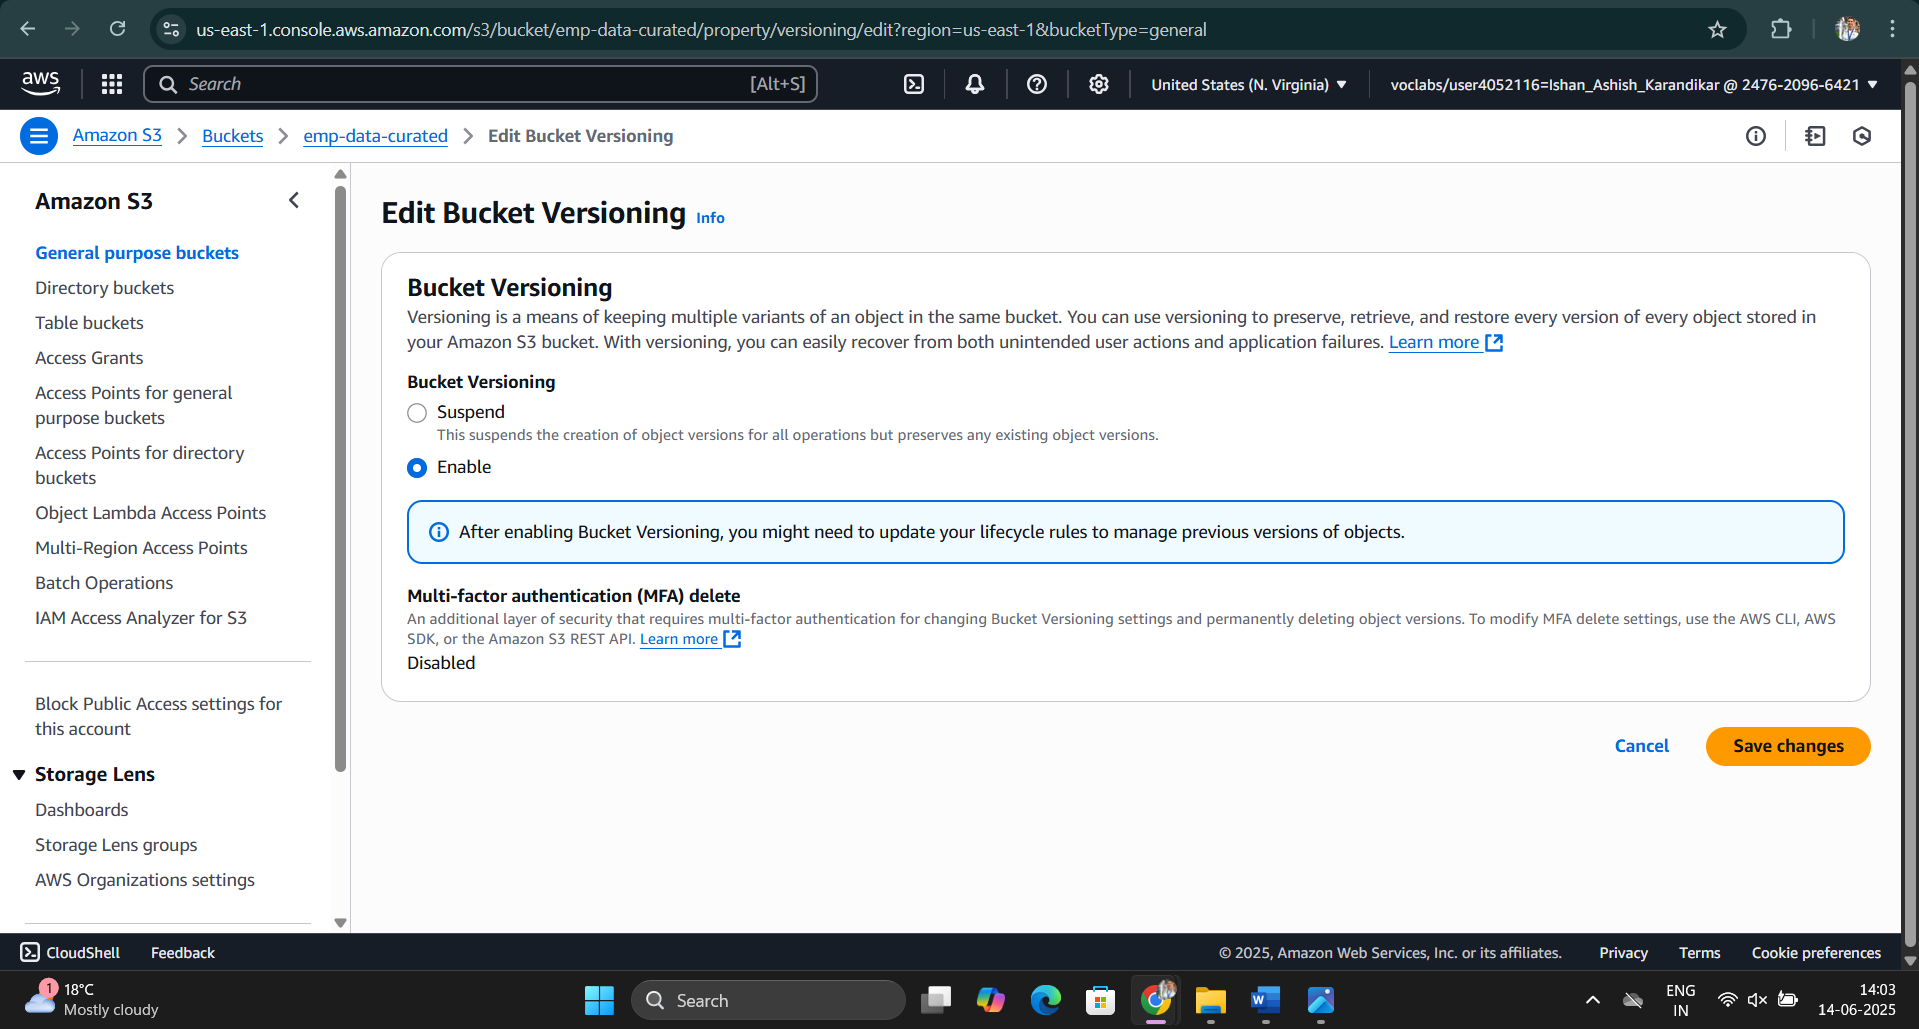 us-east-1.console.aws.amazon.com/s3/bucket/emp-data-curated/property/versioning/edit?region=us-east-1&bucketType=general
aws
Search
[Alt+S]
United States (N. Virginia)
voclabs/user4052116=Ishan_Ashish_Karandikar @ 2476-2096-6421
Amazon S3
Buckets
emp-data-curated
Edit Bucket Versioning
Amazon S3
General purpose buckets
Directory buckets
Table buckets
Access Grants
Access Points for general
purpose buckets
Access Points for directory
buckets
Object Lambda Access Points
Multi-Region Access Points
Batch Operations
IAM Access Analyzer for S3
Block Public Access settings for
this account
Storage Lens
Dashboards
Storage Lens groups
AWS Organizations settings
Edit Bucket Versioning Info
Bucket Versioning
Versioning is a means of keeping multiple variants of an object in the same bucket. You can use versioning to preserve, retrieve, and restore every version of every object stored in
your Amazon S3 bucket. With versioning, you can easily recover from both unintended user actions and application failures. Learn more
Bucket Versioning
Suspend
This suspends the creation of object versions for all operations but preserves any existing object versions.
Enable
After enabling Bucket Versioning, you might need to update your lifecycle rules to manage previous versions of objects.
Multi-factor authentication (MFA) delete
An additional layer of security that requires multi-factor authentication for changing Bucket Versioning settings and permanently deleting object versions. To modify MFA delete settings, use the AWS CLI, AWS
SDK, or the Amazon S3 REST API. Learn more
Disabled
Cancel
Save changes
CloudShell
Feedback
© 2025, Amazon Web Services, Inc. or its affiliates.
Privacy
Terms
Cookie preferences
1
18°C
Mostly cloudy
Search
W
ENG
IN
14:03
14-06-2025